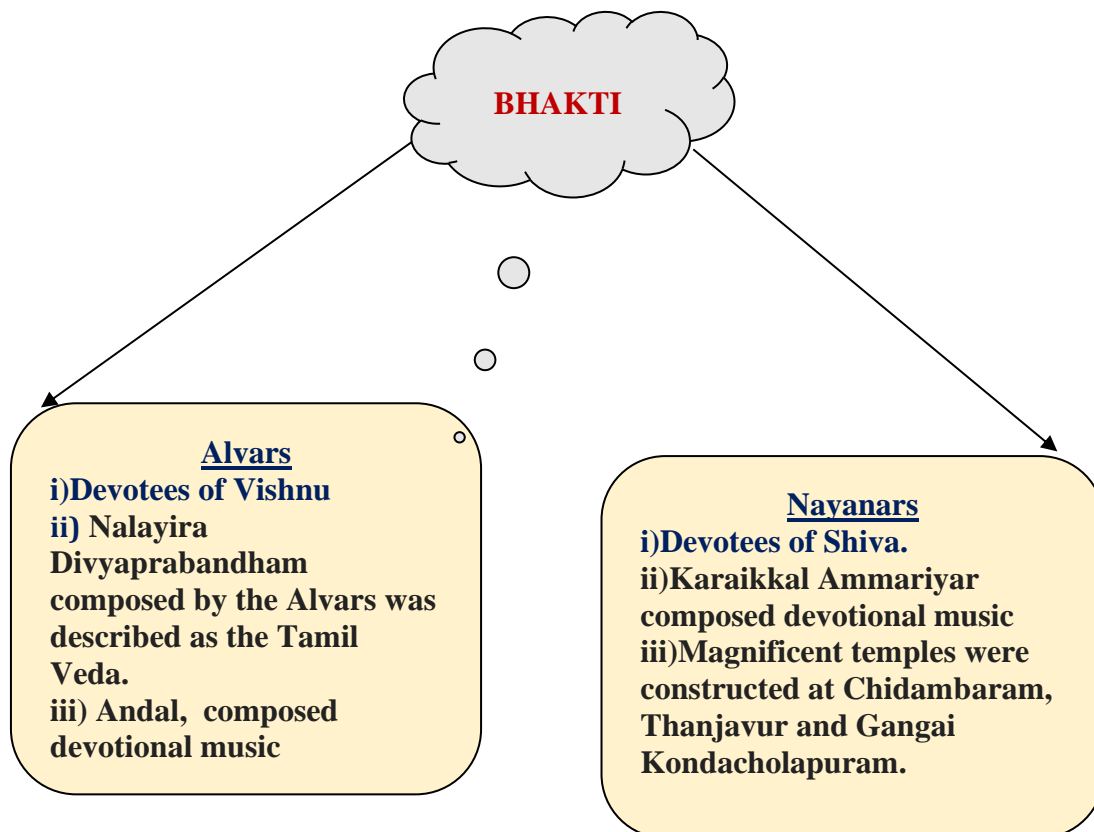 BHAKTI
Alvars
i)Devotees of Vishnu
ii) Nalayira
Divyaprabandham
composed by the Alvars was
described as the Tamil
Veda.
iii) Andal, composed
devotional music
Nayanars
i)Devotees of Shiva.
ii)Karaikkal Ammariyar
composed devotional music
iii)Magnificent temples were
constructed at Chidambaram,
Thanjavur and Gangai
Kondacholapuram.